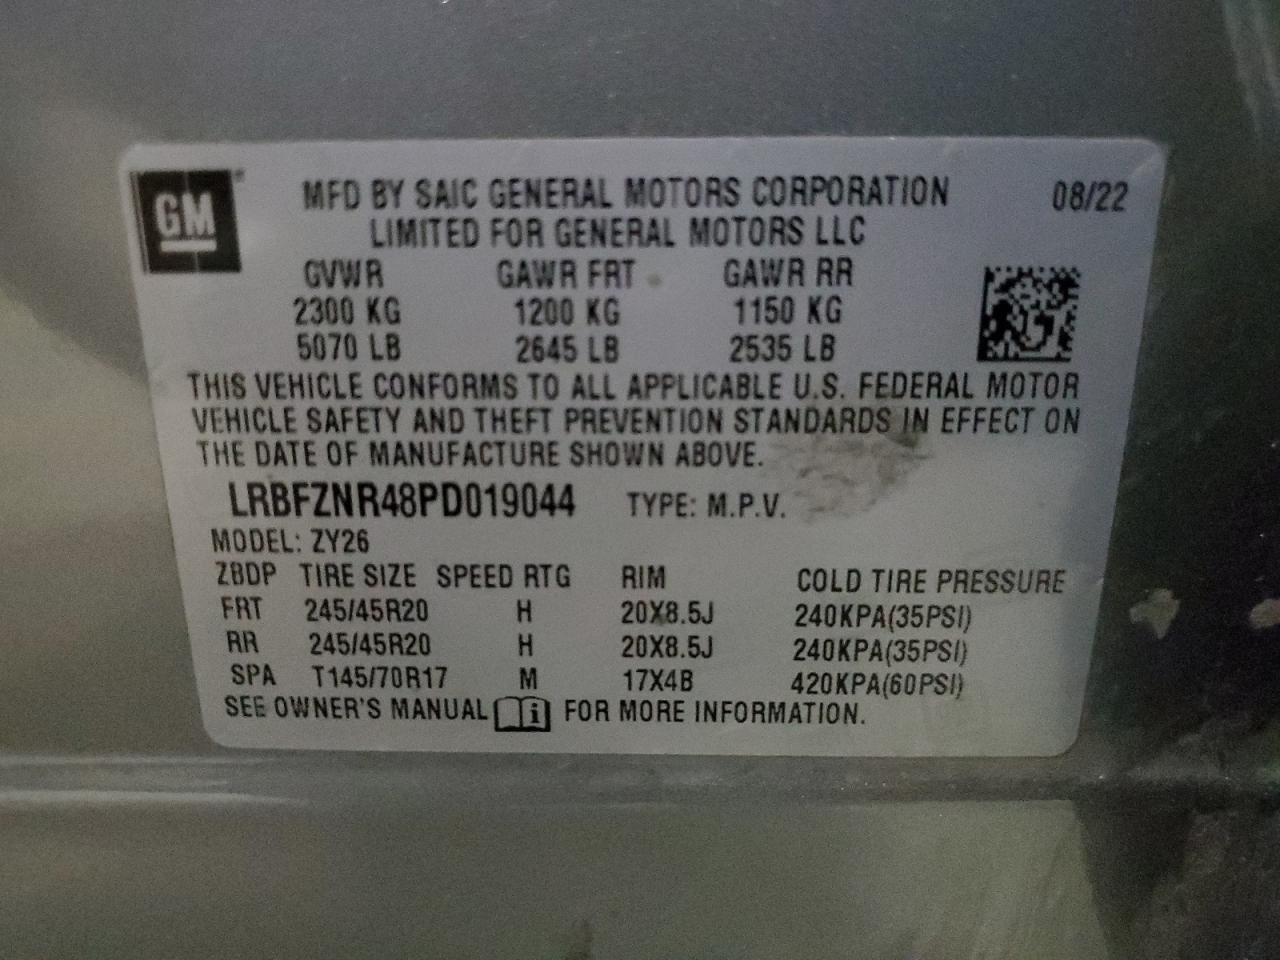 GM
MFD BY SAIC GENERAL MOTORS CORPORATION 08/22
LIMITED FOR GENERAL MOTORS LLC
GVWR GAWR FRT GAWR RR
2300 KG 1200 KG 1150 KG
5070 LB 2645 LB 2535 LB
THIS VEHICLE CONFORMS TO ALL APPLICABLE U.S. FEDERAL MOTOR
VEHICLE SAFETY AND THEFT PREVENTION STANDARDS IN EFFECT ON
THE DATE OF MANUFACTURE SHOWN ABOVE.
LRBFZNR48PD019044 TYPE: M.P.V.
MODEL: ZY26
ZBDP TIRE SIZE SPEED RTG RIM COLD TIRE PRESSURE
FRT 245/45R20 H 20X8.5J 240KPA(35PSI)
RR 245/45R20 H 20X8.5J 240KPA(35PSI)
SPA T145/70R17 M 17X4B 420KPA(60PSI)
SEE OWNER'S MANUAL i FOR MORE INFORMATION.